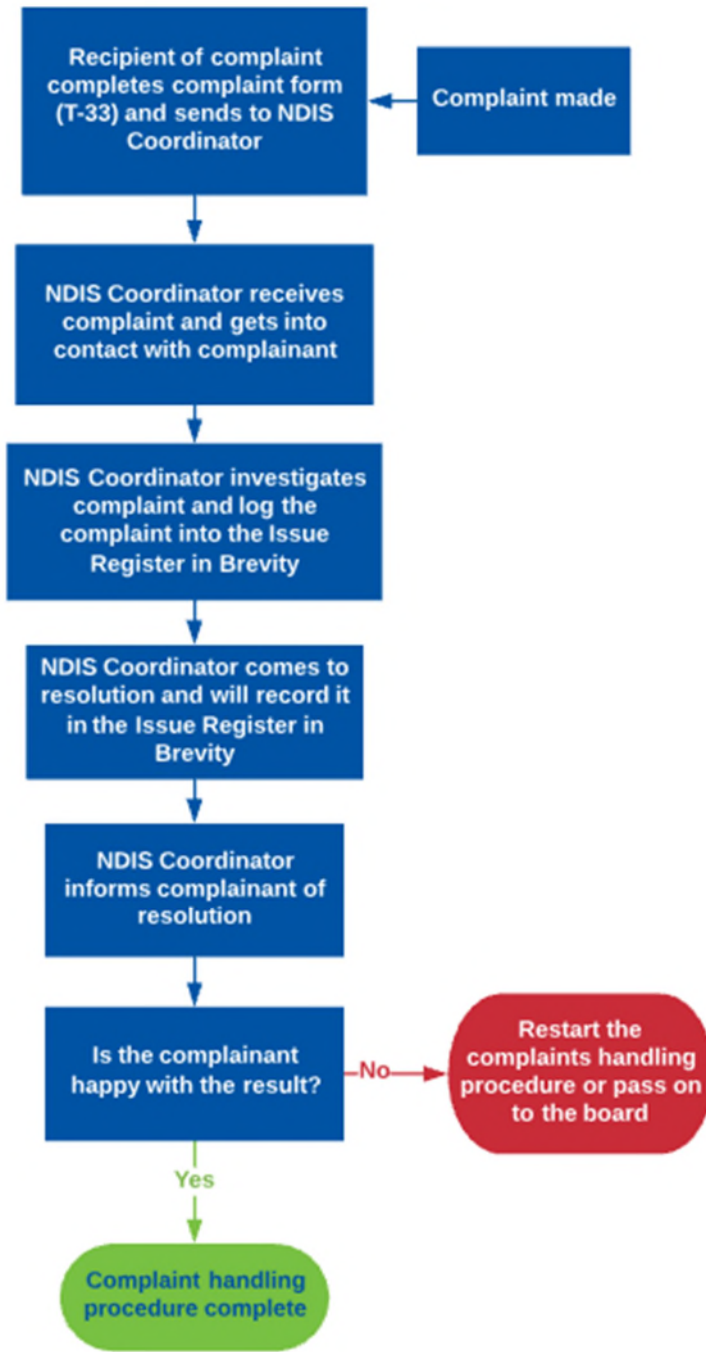 Complaint made
Recipient of complaint
completes complaint form
(T-33) and sends to NDIS
Coordinator
NDIS Coordinator receives
complaint and gets into
contact with complainant
NDIS Coordinator investigates
complaint and log the
complaint into the Issue
Register in Brevity
NDIS Coordinator comes to
resolution and will record it
in the Issue Register in
Brevity
NDIS Coordinator
informs complainant of
resolution
Is the complainant
happy with the result?
No
Restart the
complaints handling
procedure or pass on
to the board
Yes
Complaint handling
procedure complete